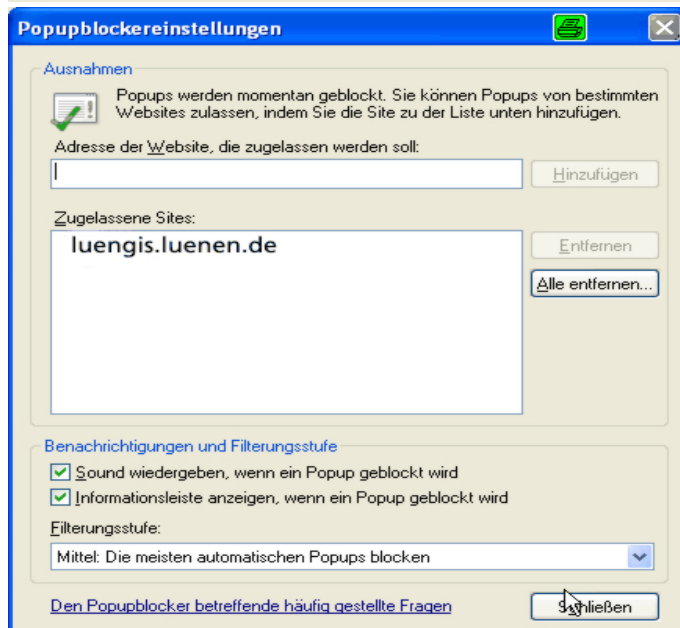 Popupblockereinstellungen
Ausnahmen
Popups werden momentan geblockt. Sie können Popups von bestimmten
Websites zulassen, indem Sie die Site zu der Liste unten hinzufügen.
Adresse der Website, die zugelassen werden soll:
Hinzufügen
Zugelassene Sites:
luengis.luenen.de
Entfernen
Alle entfernen...
Benachrichtigungen und Filterungsstufe
Sound wiedergeben, wenn ein Popup geblockt wird
Informationsleiste anzeigen, wenn ein Popup geblockt wird
Filterungsstufe:
Mittel: Die meisten automatischen Popups blocken
Den Popupblocker betreffende häufig gestellte Fragen
Schließen